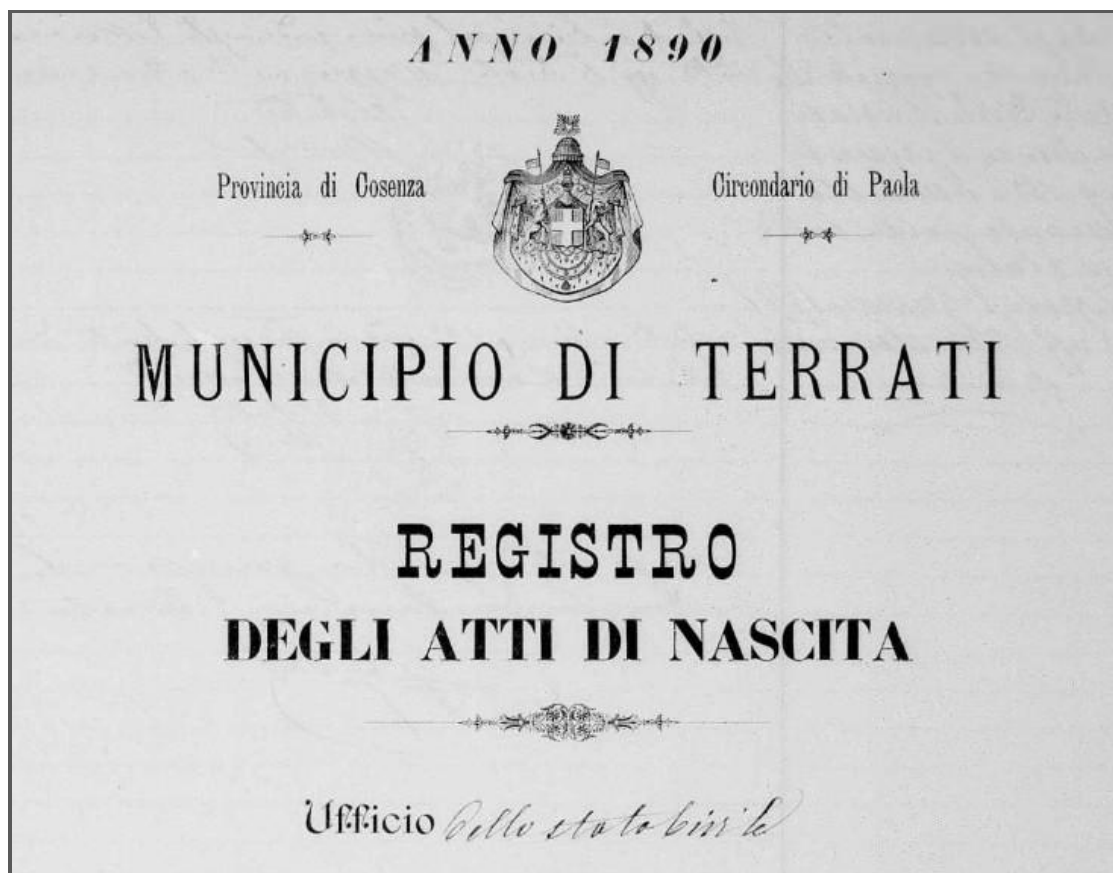 ANNO 1890
Provincia di Cosenza
Circondario di Paola
MUNICIPIO DI TERRATI
REGISTRO
DEGLI ATTI DI NASCITA
Ufficio dello stato Civile